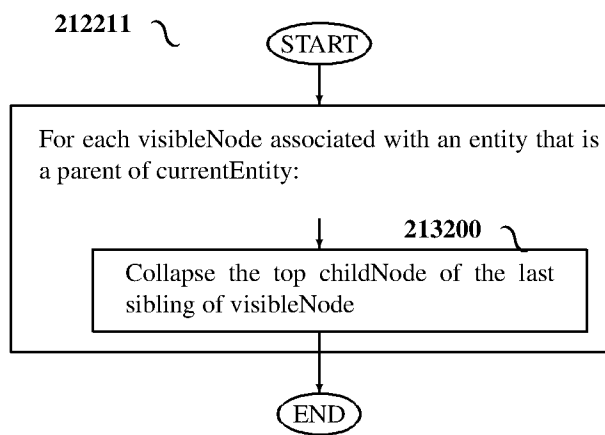 212211
START
For each visibleNode associated with an entity that is
a parent of currentEntity:
213200
Collapse the top childNode of the last
sibling of visibleNode
END